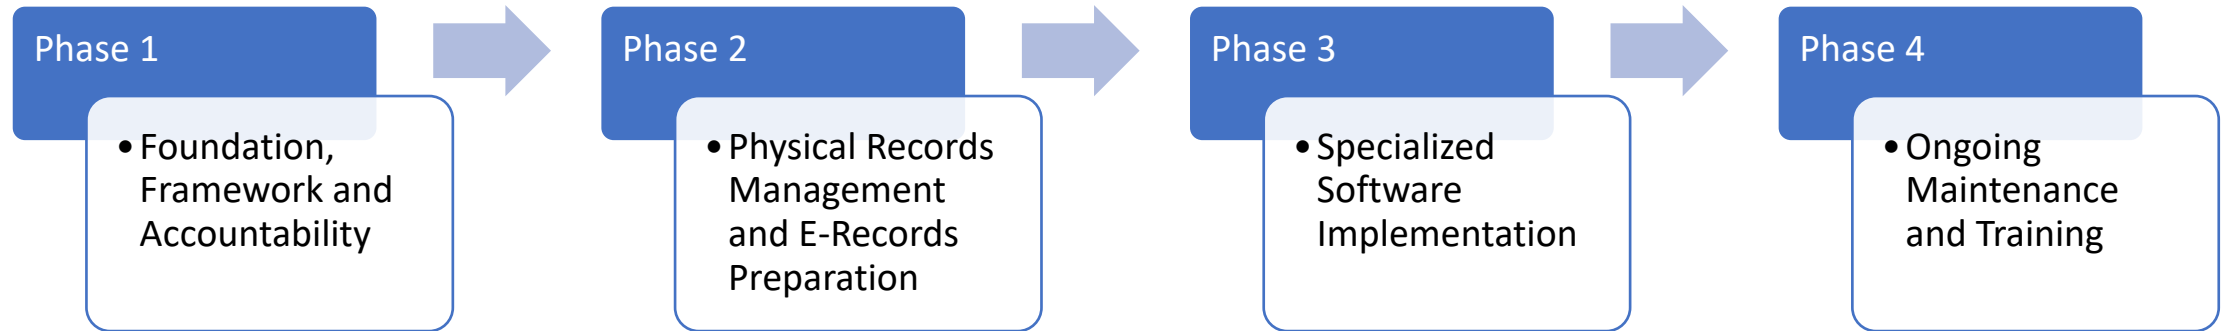 Phase 1
• Foundation,
Framework and
Accountability
Phase 2
• Physical Records
Management
and E-Records
Preparation
Phase 3
• Specialized
Software
Implementation
Phase 4
• Ongoing
Maintenance
and Training